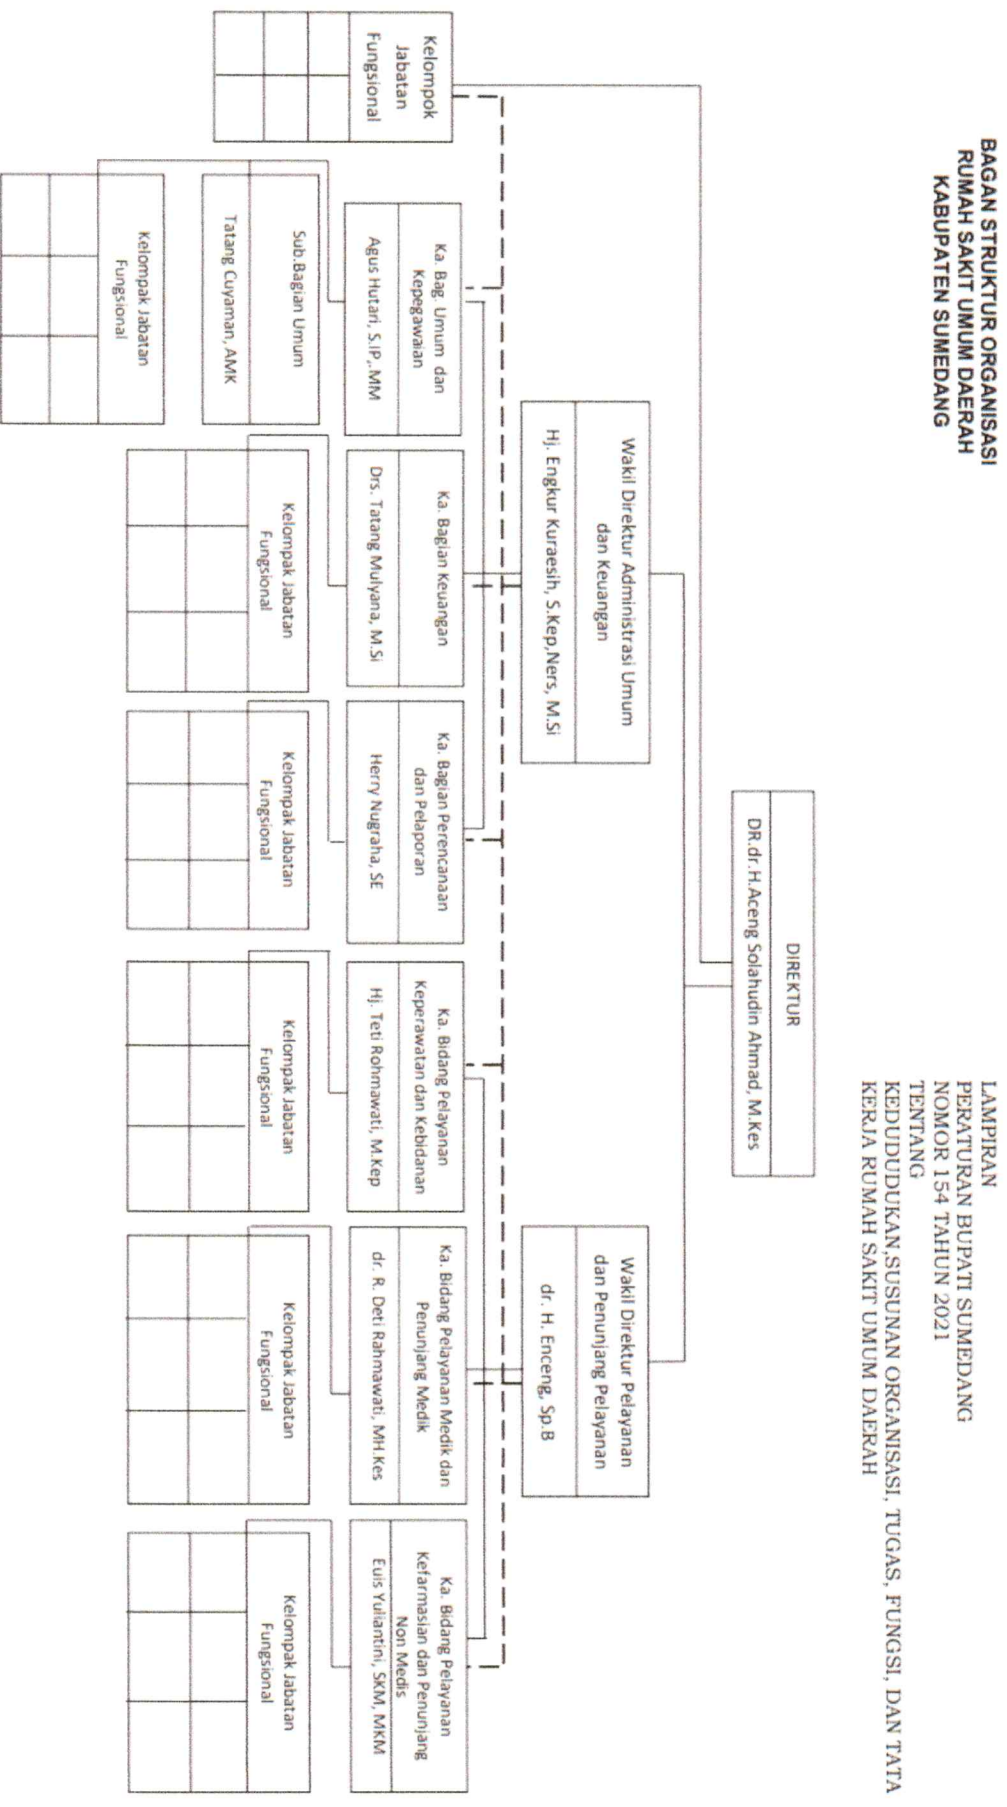 BAGAN STRUKTUR ORGANISASI
RUMAH SAKIT UMUM DAERAH
KABUPATEN SUMEDANG
LAMPIRAN
PERATURAN BUPATI SUMEDANG
NOMOR 154 TAHUN 2021
TENTANG
KEDUDUDUKAN,SUSUNAN ORGANISASI, TUGAS, FUNGSI, DAN TATA
KERJA RUMAH SAKIT UMUM DAERAH
DIREKTUR
DR.dr.H.Aceng Solahudin Ahmad, M.Kes
Wakil Direktur Administrasi Umum
dan Keuangan
Hj. Engkur Kuraesih, S.Kep,Ners, M.Si
Wakil Direktur Pelayanan
dan Penunjang Pelayanan
dr. H. Enceng, Sp.B
Kelompok
Jabatan
Fungsional
Ka. Bag. Umum dan
Kepegawaian
Agus Hutari, S.IP,.MM
Ka. Bagian Keuangan
Drs. Tatang Mulyana, M.Si
Ka. Bagian Perencanaan
dan Pelaporan
Herry Nugraha, SE
Ka. Bidang Pelayanan
Keperawatan dan Kebidanan
Hj. Teti Rohmawati, M.Kep
Ka. Bidang Pelayanan Medik dan
Penunjang Medik
dr. R. Deti Rahmawati, MH.Kes
Ka. Bidang Pelayanan
Kefarmasian dan Penunjang
Non Medis
Euis Yuliantini, SKM, MKM
Sub.Bagian Umum
Tatang Cuyaman, AMK
Kelompak Jabatan
Fungsional
Kelompak Jabatan
Fungsional
Kelompak Jabatan
Fungsional
Kelompak Jabatan
Fungsional
Kelompak Jabatan
Fungsional
Kelompak Jabatan
Fungsional